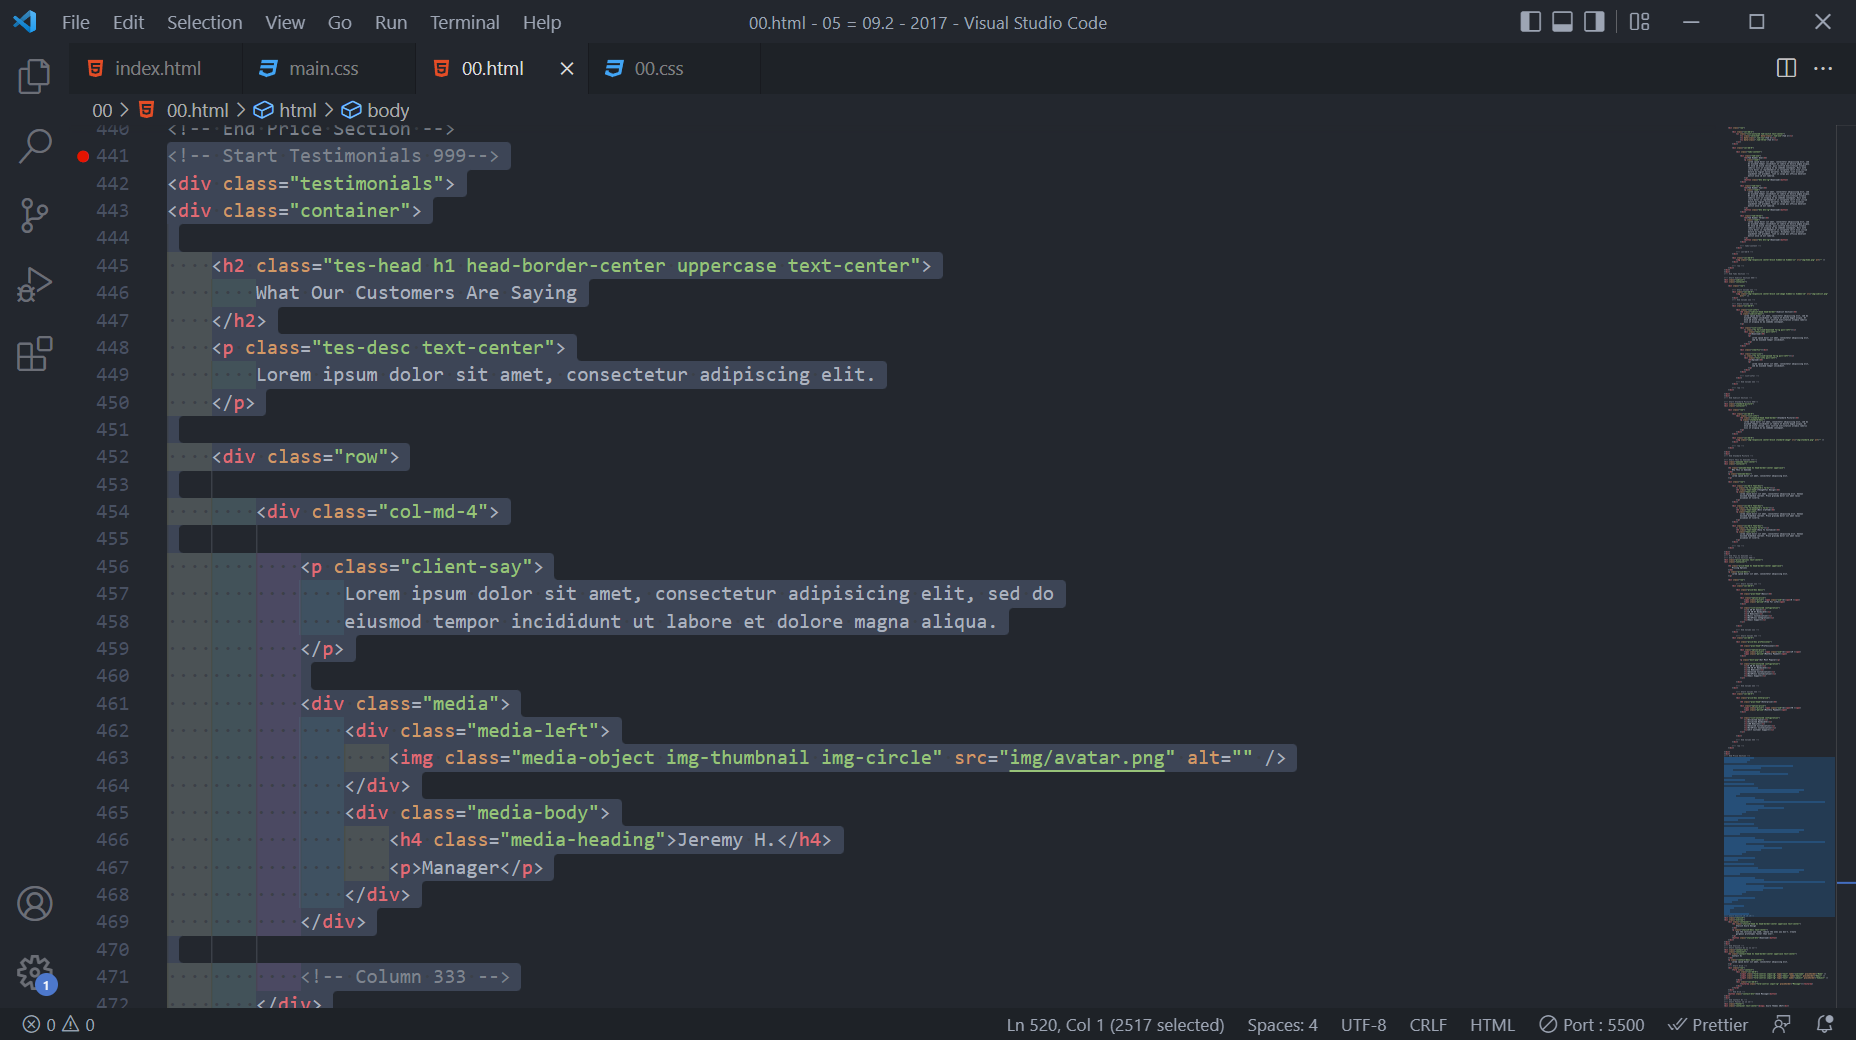 File Edit Selection View Go Run Terminal Help 00.html - 05 = 09.2 - 2017 - Visual Studio Code
index.html main.css 00.html 00.css
00 > 00.html > html > body
440 <!-- End Price Section -->
441 <!-- Start Testimonials 999-->
442 <div class="testimonials">
443 <div class="container">
444
445 <h2 class="tes-head h1 head-border-center uppercase text-center">
446 What Our Customers Are Saying
447 </h2>
448 <p class="tes-desc text-center">
449 Lorem ipsum dolor sit amet, consectetur adipiscing elit.
450 </p>
451
452 <div class="row">
453
454 <div class="col-md-4">
455
456 <p class="client-say">
457 Lorem ipsum dolor sit amet, consectetur adipisicing elit, sed do
458 eiusmod tempor incididunt ut labore et dolore magna aliqua.
459 </p>
460
461 <div class="media">
462 <div class="media-left">
463 <img class="media-object img-thumbnail img-circle" src="img/avatar.png" alt="" />
464 </div>
465 <div class="media-body">
466 <h4 class="media-heading">Jeremy H.</h4>
467 <p>Manager</p>
468 </div>
469 </div>
470
471 <!-- Column 333 -->
472 </div>
1
0 0 Ln 520, Col 1 (2517 selected) Spaces: 4 UTF-8 CRLF HTML Port : 5500 Prettier